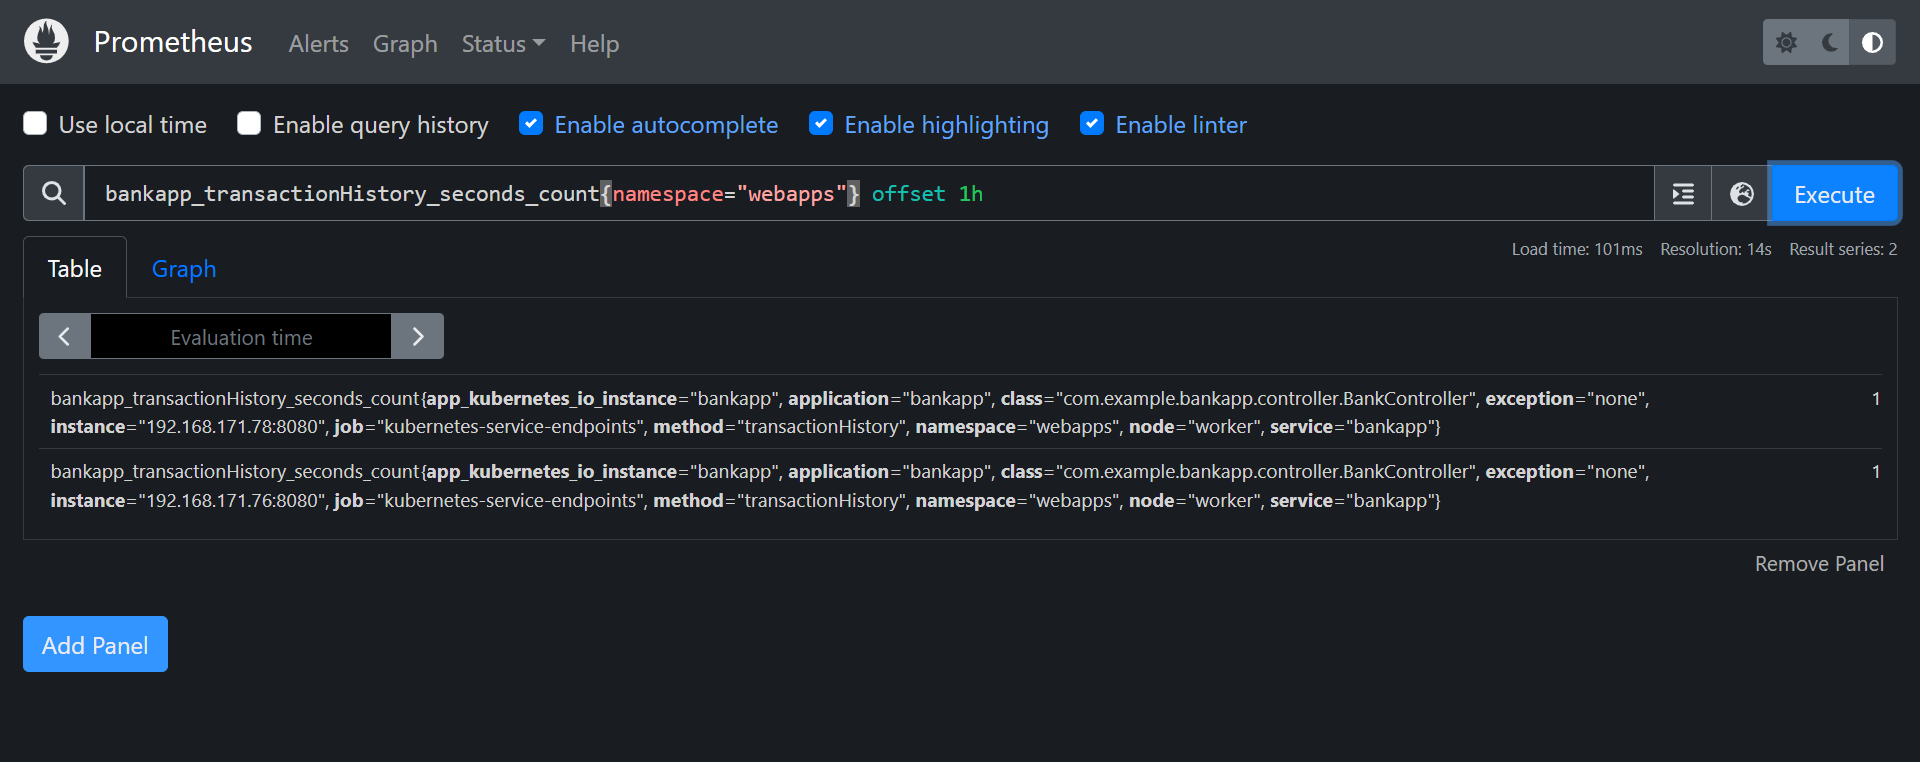 Prometheus Alerts Graph Status Help
Use local time Enable query history Enable autocomplete Enable highlighting Enable linter
bankapp_transactionHistory_seconds_count{namespace="webapps"} offset 1h
Execute
Load time: 101ms Resolution: 14s Result series: 2
Table Graph
Evaluation time
bankapp_transactionHistory_seconds_count{app_kubernetes_io_instance="bankapp", application="bankapp", class="com.example.bankapp.controller.BankController", exception="none", 1
instance="192.168.171.78:8080", job="kubernetes-service-endpoints", method="transactionHistory", namespace="webapps", node="worker", service="bankapp"}
bankapp_transactionHistory_seconds_count{app_kubernetes_io_instance="bankapp", application="bankapp", class="com.example.bankapp.controller.BankController", exception="none", 1
instance="192.168.171.76:8080", job="kubernetes-service-endpoints", method="transactionHistory", namespace="webapps", node="worker", service="bankapp"}
Remove Panel
Add Panel